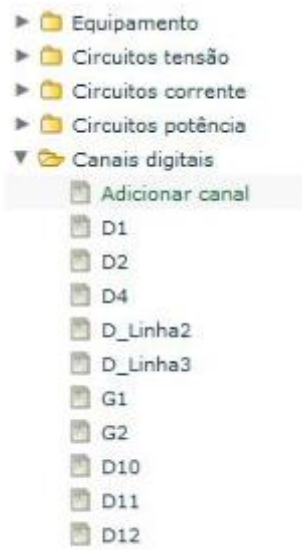 Equipamento
Circuitos tensão
Circuitos corrente
Circuitos potência
Canais digitais
Adicionar canal
D1
D2
D4
D_Linha2
D_Linha3
G1
G2
D10
D11
D12